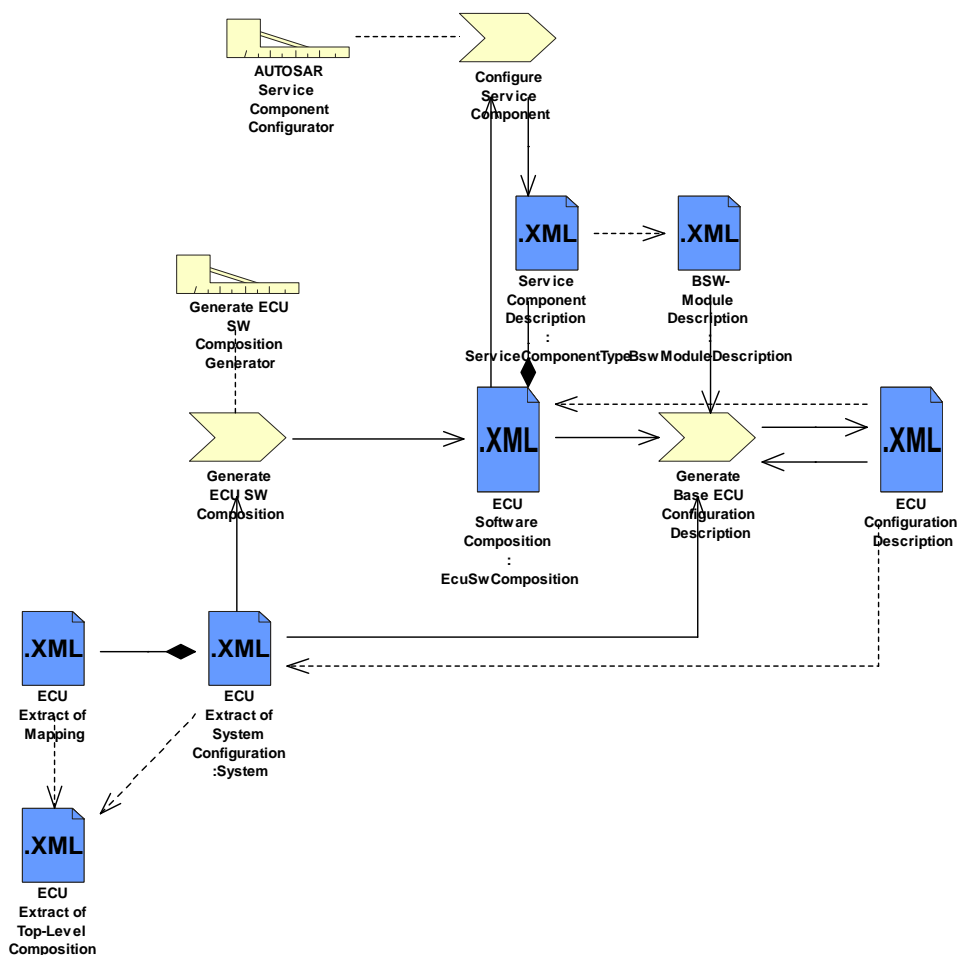 AUTOSAR
Service
Component
Configurator
Configure
Service
Component
.XML
Service
Component
Description
:
ServiceComponentType
.XML
BSW-
Module
Description
:
BswModuleDescription
Generate ECU
SW
Composition
Generator
Generate
ECU SW
Composition
.XML
ECU
Software
Composition
:
EcuSwComposition
Generate
Base ECU
Configuration
Description
.XML
ECU
Configuration
Description
.XML
ECU
Extract of
Mapping
.XML
ECU
Extract of
System
Configuration
:System
.XML
ECU
Extract of
Top-Level
Composition